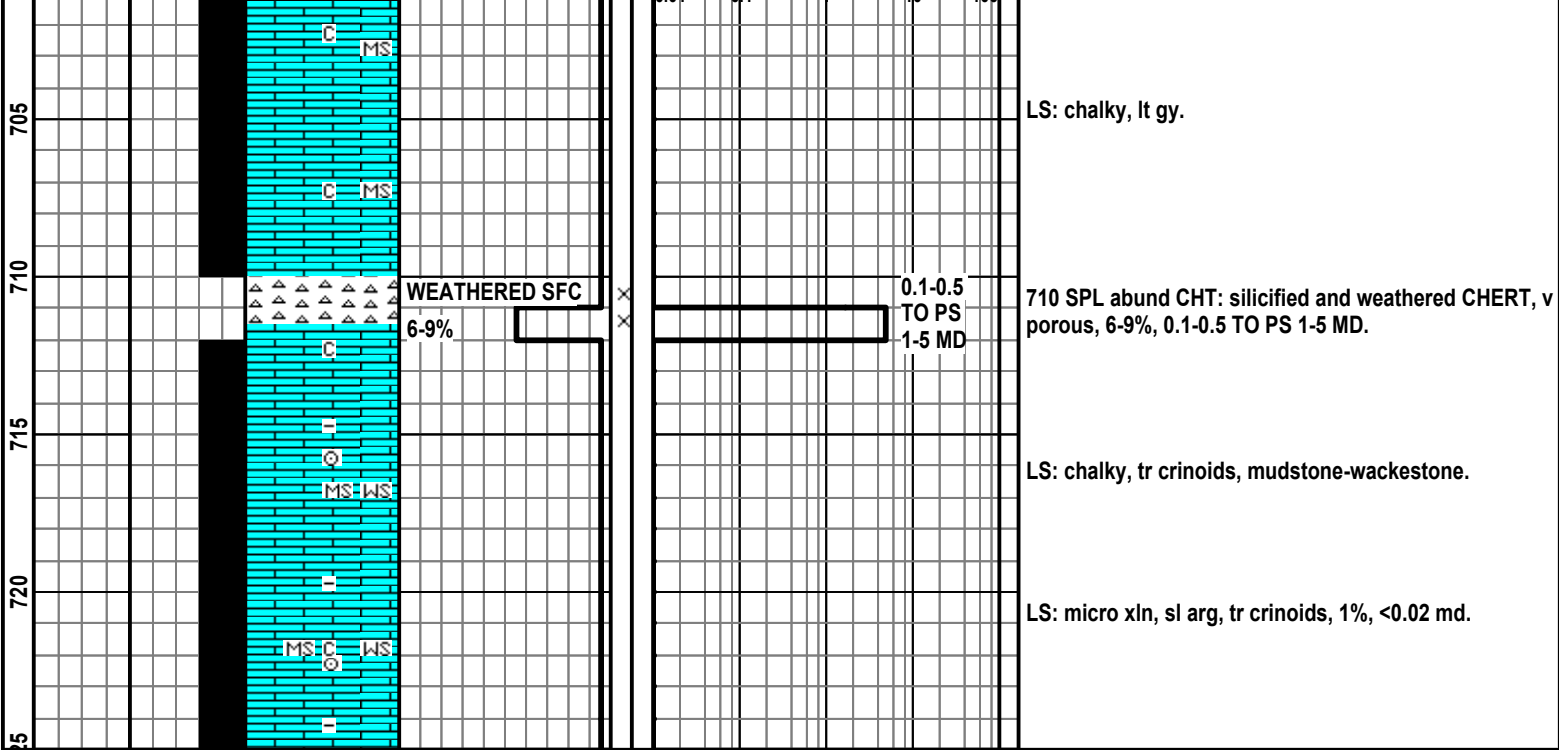 C
MS
705
LS: chalky, lt gy.
C MS
710
WEATHERED SFC
6-9%
0.1-0.5
TO PS
1-5 MD
710 SPL abund CHT: silicified and weathered CHERT, v
porous, 6-9%, 0.1-0.5 TO PS 1-5 MD.
C
715
LS: chalky, tr crinoids, mudstone-wackestone.
MS WS
720
LS: micro xln, sl arg, tr crinoids, 1%, <0.02 md.
MS C WS